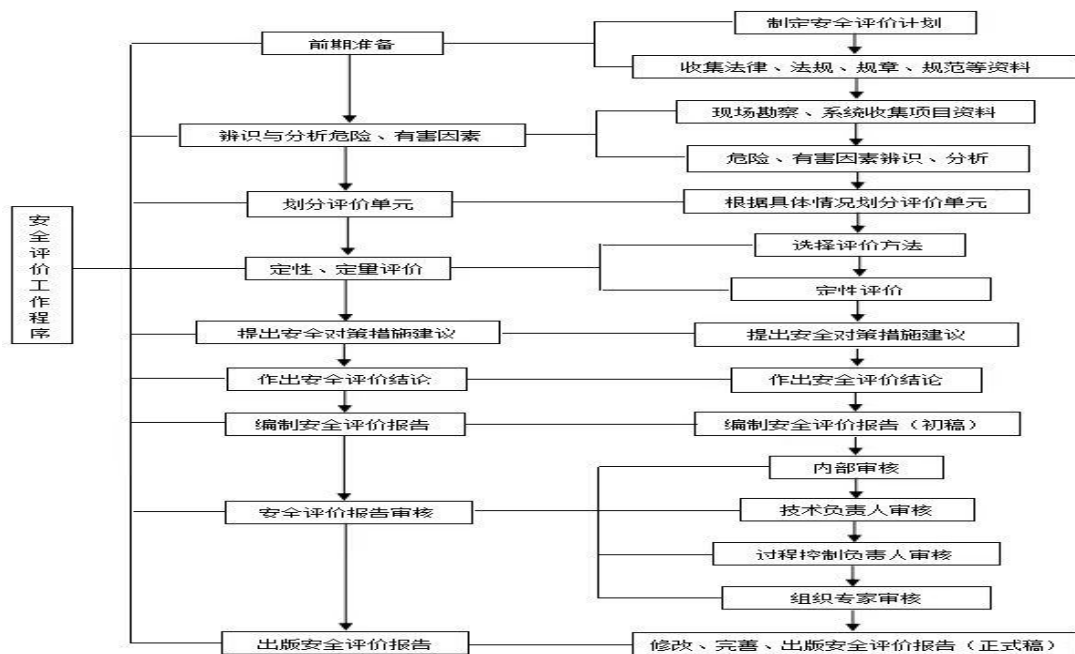 安全评价工作程序
前期准备
制定安全评价计划
收集法律、法规、规章、规范等资料
辨识与分析危险、有害因素
现场勘察、系统收集项目资料
危险、有害因素辨识、分析
划分评价单元
根据具体情况划分评价单元
定性、定量评价
选择评价方法
定性评价
提出安全对策措施建议
提出安全对策措施建议
作出安全评价结论
作出安全评价结论
编制安全评价报告
编制安全评价报告（初稿）
安全评价报告审核
内部审核
技术负责人审核
过程控制负责人审核
组织专家审核
出版安全评价报告
修改、完善、出版安全评价报告（正式稿）